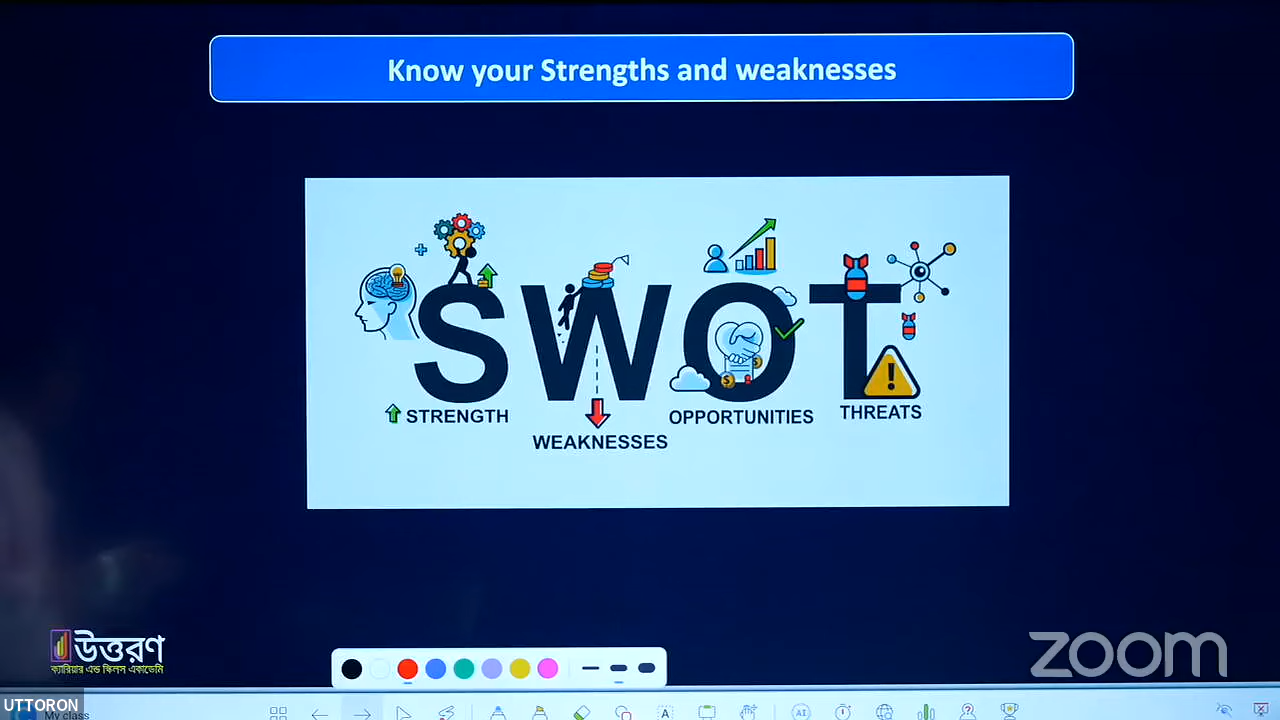 Know your Strengths and weaknesses
SWOT
STRENGTH
WEAKNESSES
OPPORTUNITIES
THREATS
উত্তরণ
ক্যারিয়ার এন্ড স্কিলস একাডেমি
zoom
UTTORON
My class
A
AI